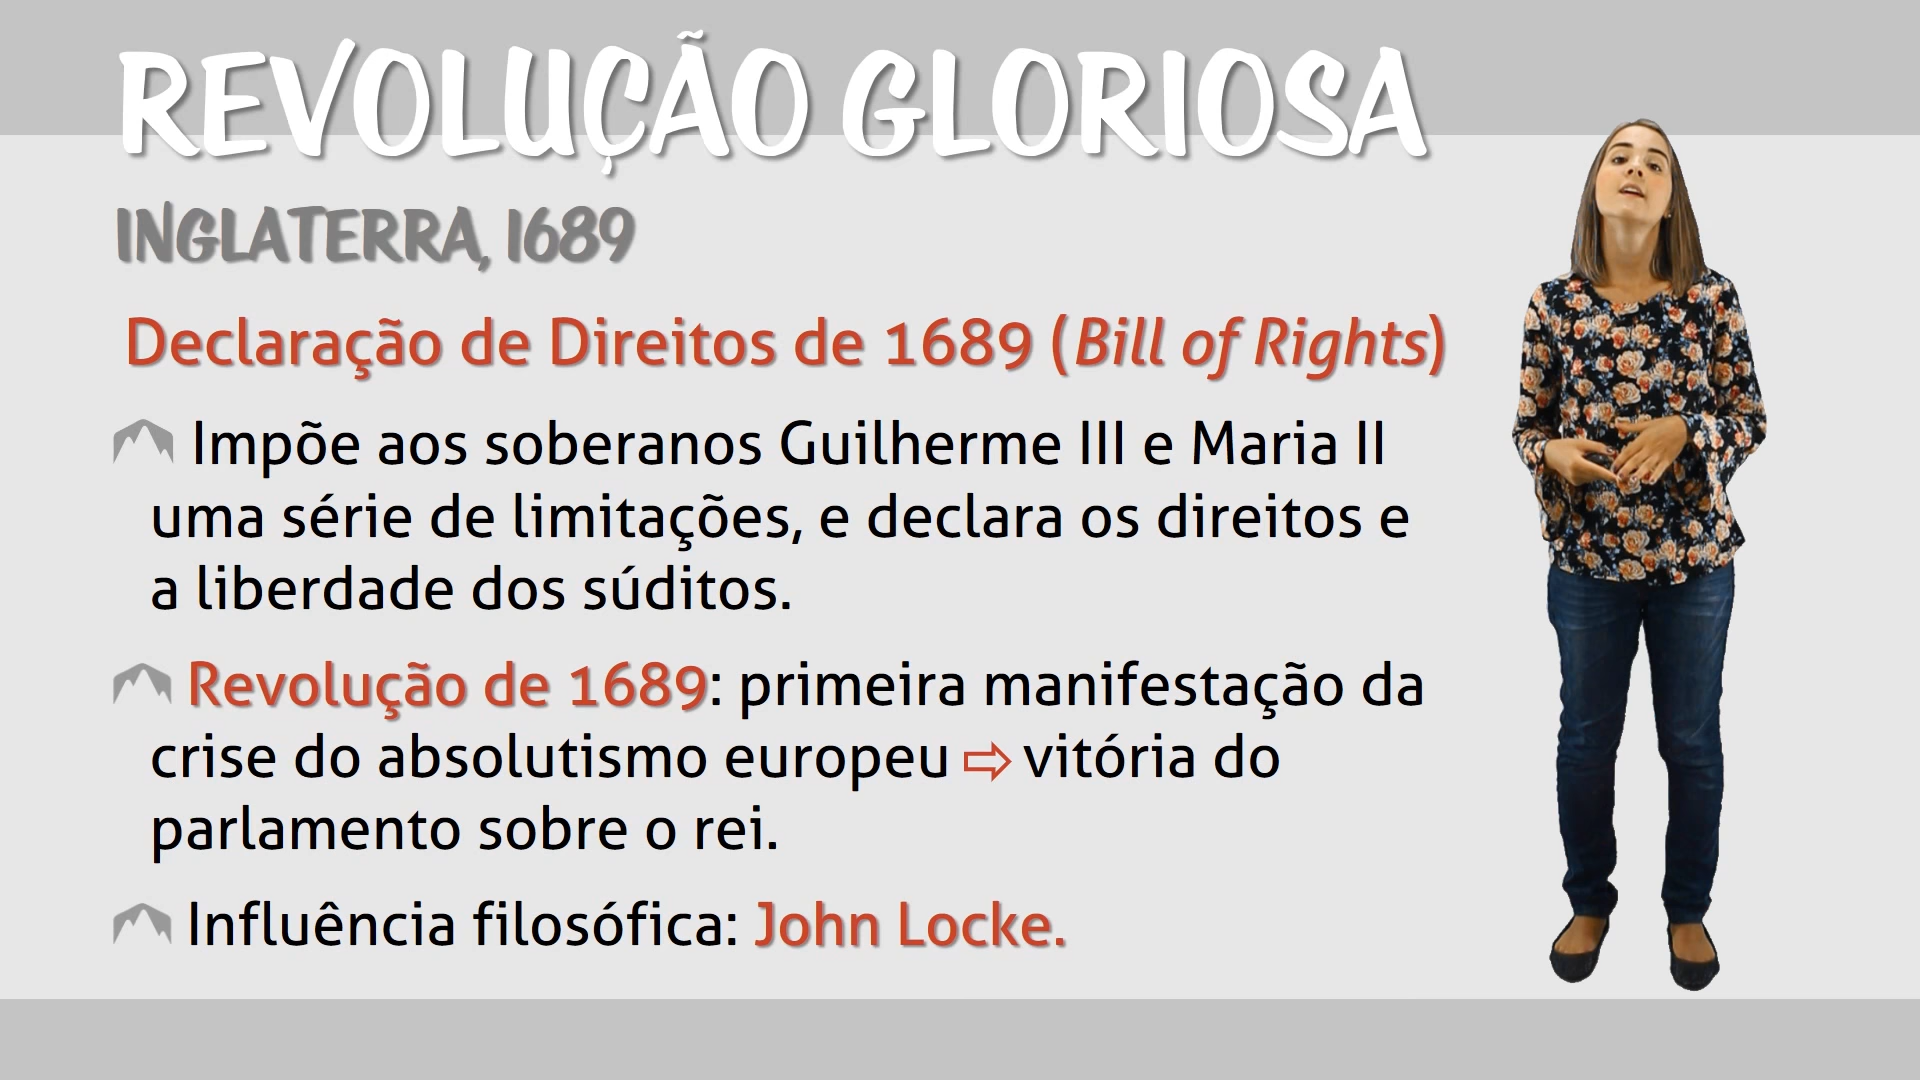 REVOLUÇÃO GLORIOSA
INGLATERRA, 1689
Declaração de Direitos de 1689 (Bill of Rights)
Impõe aos soberanos Guilherme III e Maria II
uma série de limitações, e declara os direitos e
a liberdade dos súditos.
Revolução de 1689: primeira manifestação da
crise do absolutismo europeu ⇨ vitória do
parlamento sobre o rei.
Influência filosófica: John Locke.